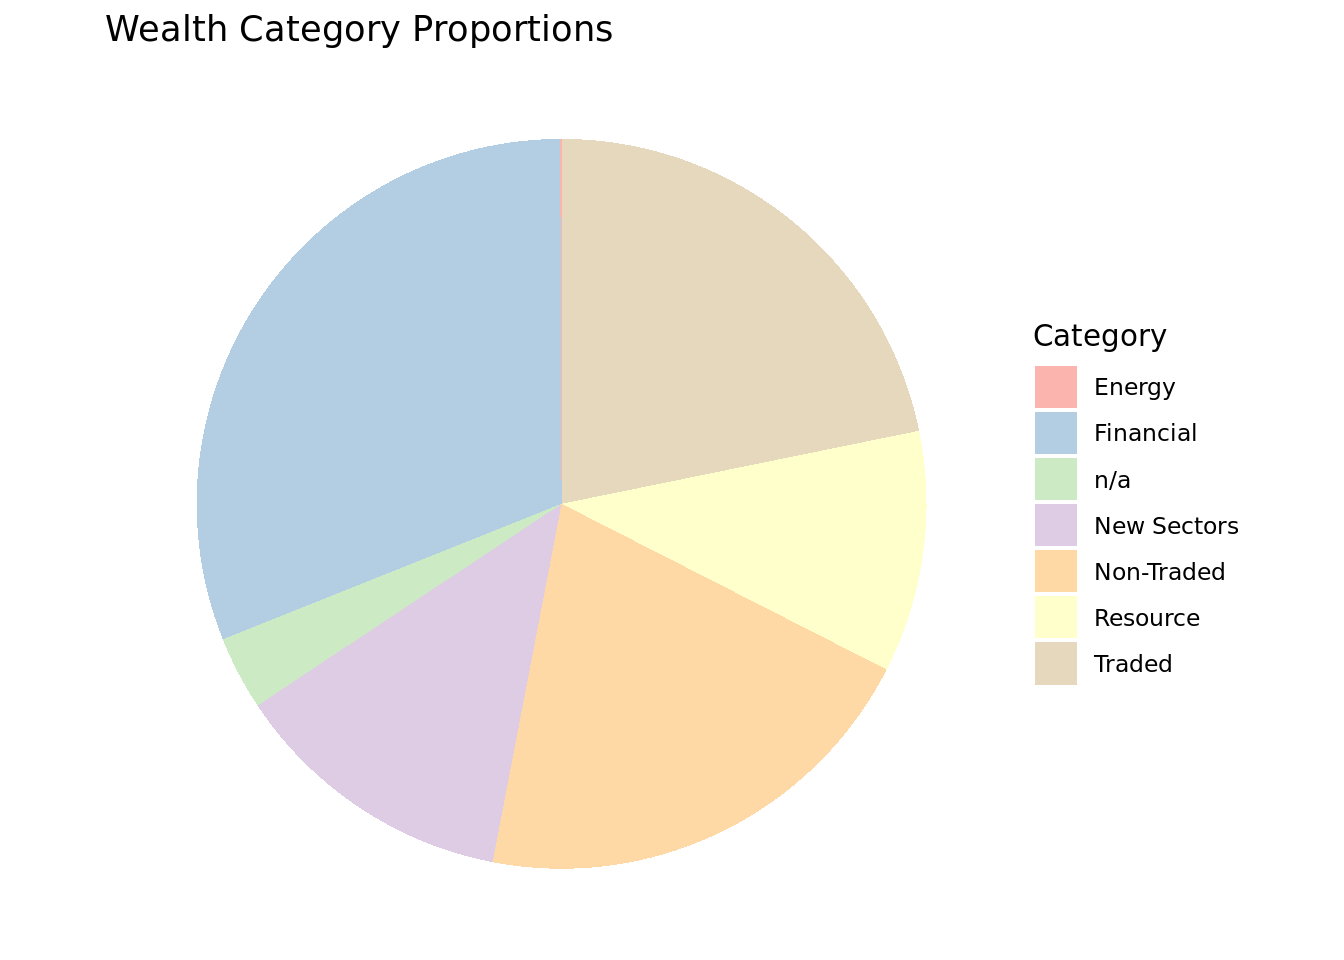 Wealth Category Proportions
Category
Energy
Financial
n/a
New Sectors
Non-Traded
Resource
Traded